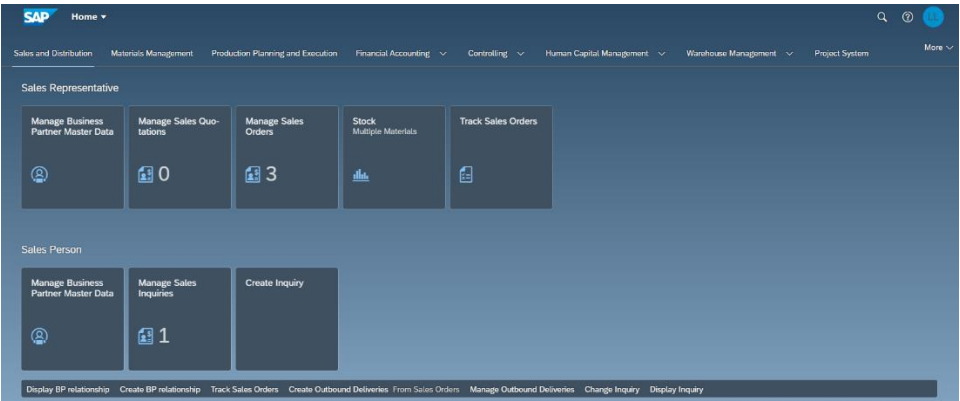 SAP Home
LL
Sales and Distribution Materials Management Production Planning and Execution Financial Accounting Controlling Human Capital Management Warehouse Management Project System More
Sales Representative
Manage Business
Partner Master Data
Manage Sales Quo-
tations
0
Manage Sales
Orders
3
Stock
Multiple Materials
Track Sales Orders
Sales Person
Manage Business
Partner Master Data
Manage Sales
Inquiries
1
Create Inquiry
Display BP relationship Create BP relationship Track Sales Orders Create Outbound Deliveries From Sales Orders Manage Outbound Deliveries Change Inquiry Display Inquiry